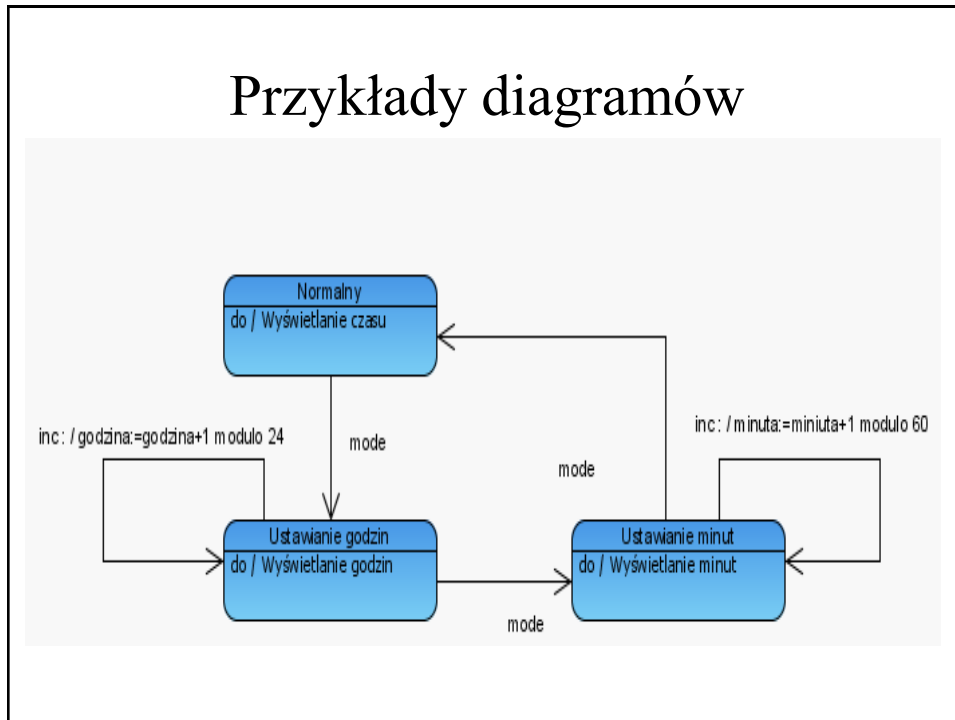 Przykłady diagramów
Normalny
do / Wyświetlanie czasu
inc : / godzina:=godzina+1 modulo 24
mode
inc : / minuta:=miniuta+1 modulo 60
mode
Ustawianie godzin
do / Wyświetlanie godzin
Ustawianie minut
do / Wyświetlanie minut
mode